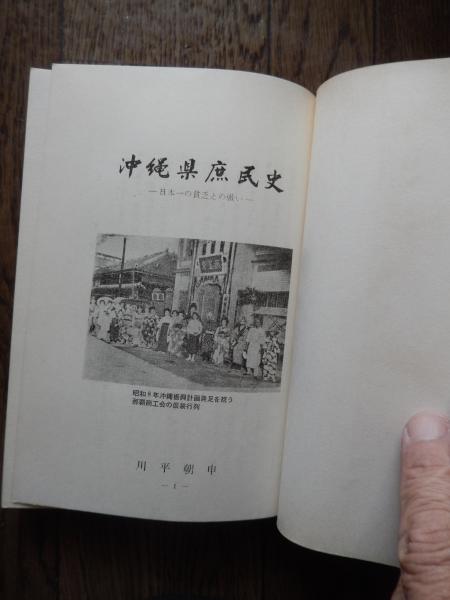 沖縄県庶民史
―日本一の貧乏との戦い―
昭和8年沖縄振興計画発足を祝う
那覇商工会の仮装行列
川平朝申
― 1 ―